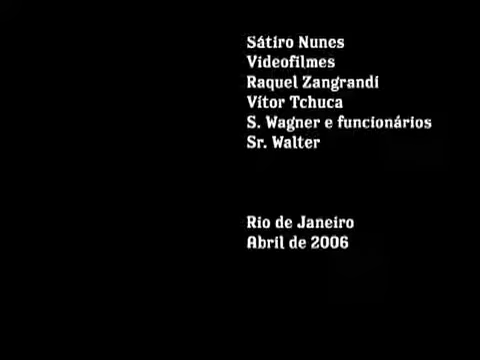 Sátiro Nunes
Videofilmes
Raquel Zangrandi
Vítor Tchuca
S. Wagner e funcionários
Sr. Walter
Rio de Janeiro
Abril de 2006